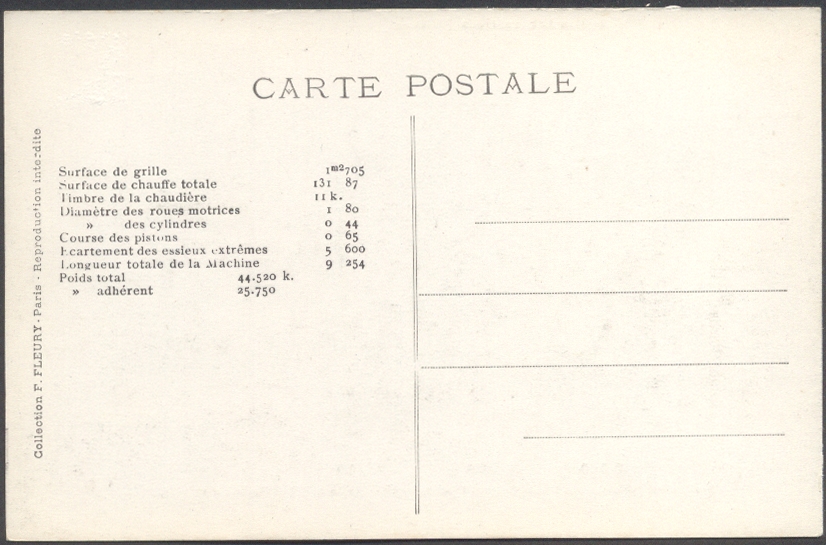 CARTE POSTALE
Surface de grille 1m2705
Surface de chauffe totale 131 87
Timbre de la chaudière 11 k.
Diamètre des roues motrices 1 80
» des cylindres 0 44
Course des pistons 0 65
Ecartement des essieux extrêmes 5 600
Longueur totale de la Machine 9 254
Poids total 44.520 k.
» adhérent 25.750
Collection F. FLEURY - Paris - Reproduction interdite